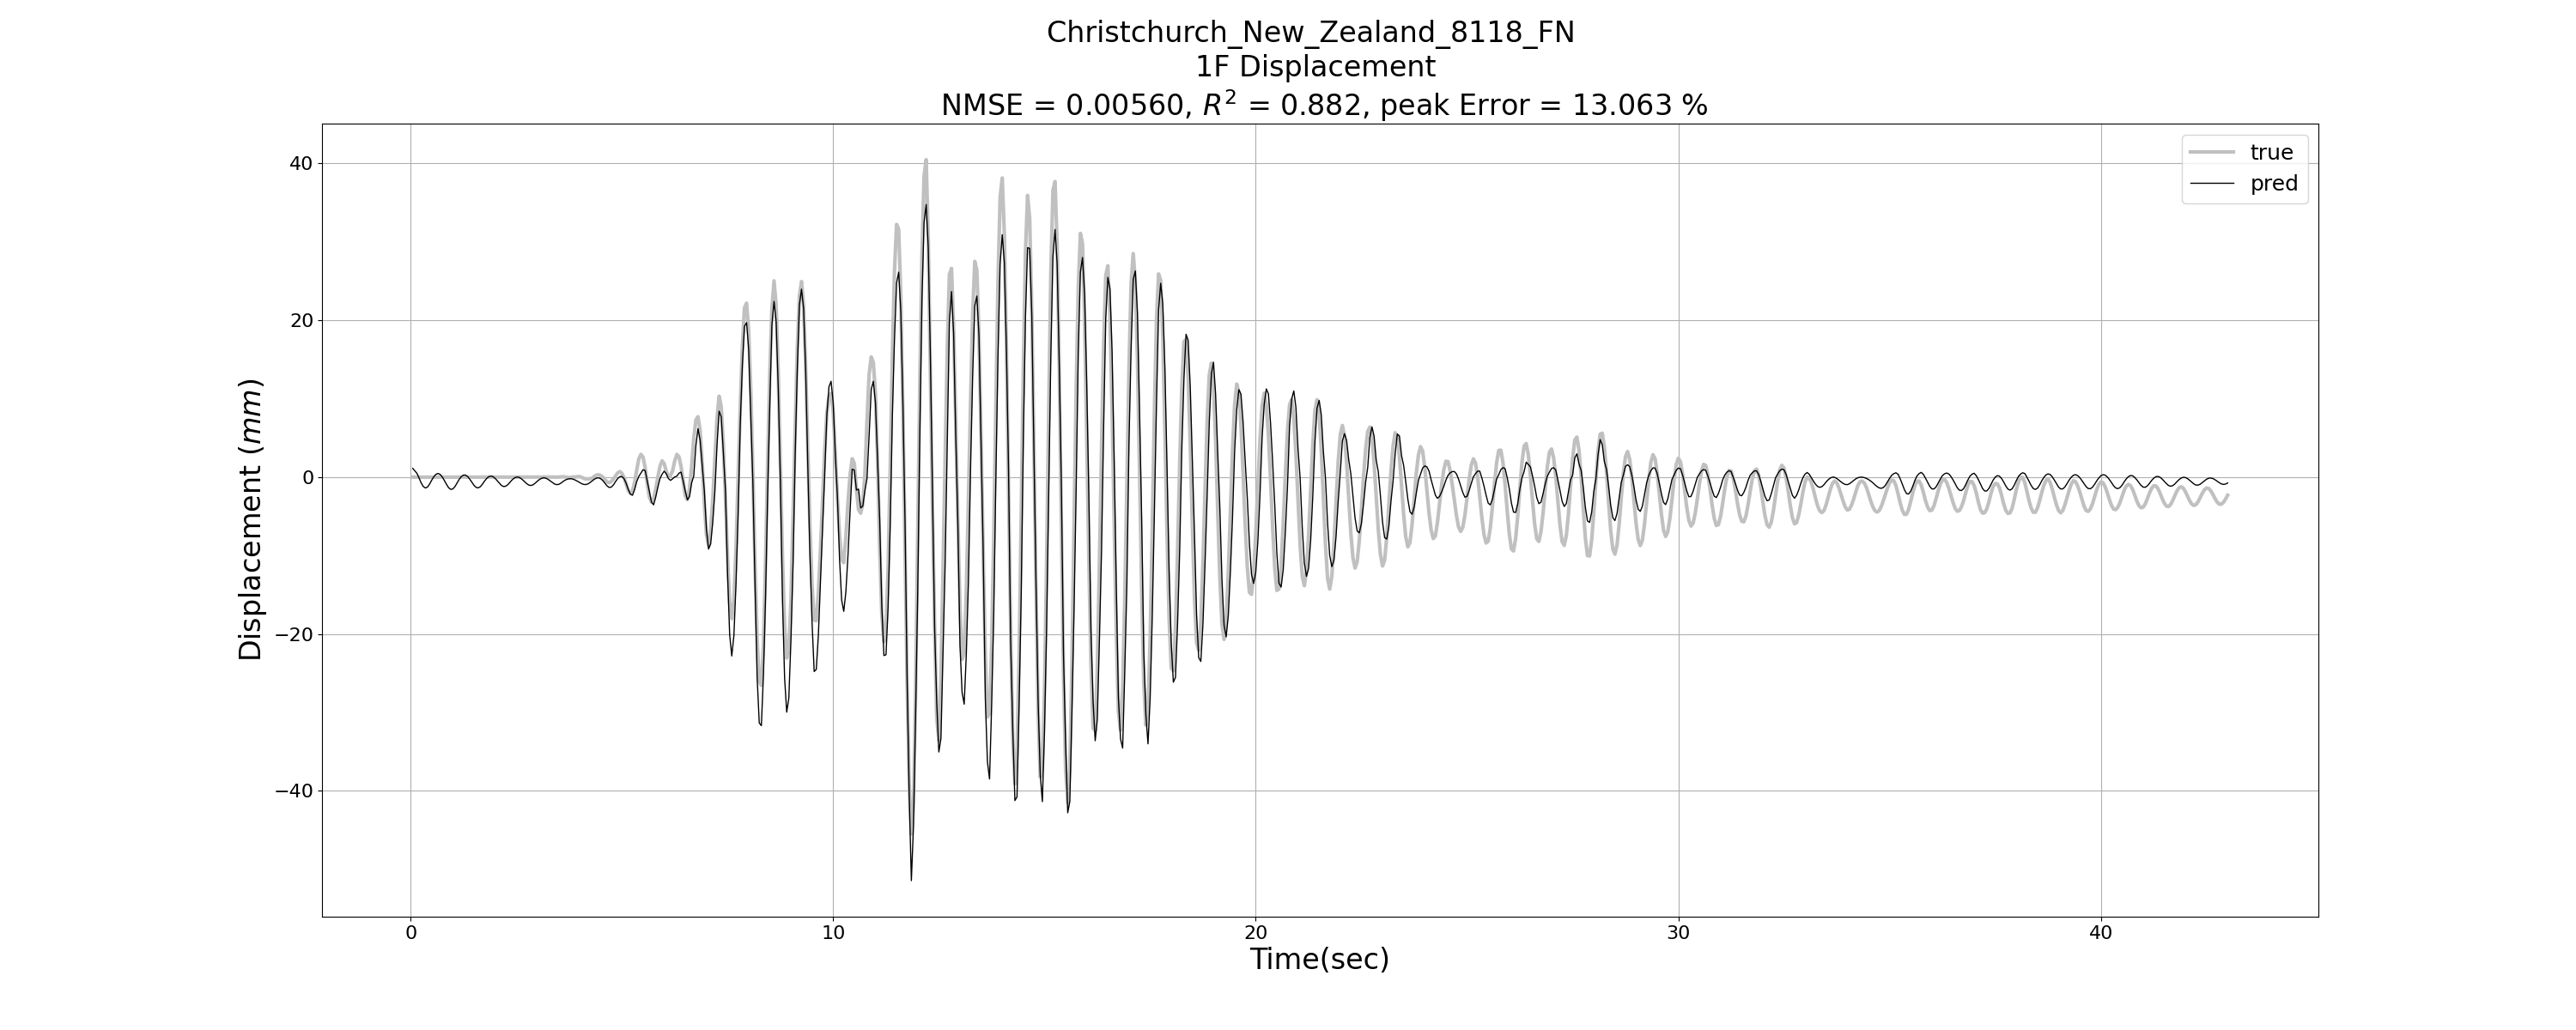 Christchurch_New_Zealand_8118_FN
1F Displacement
NMSE = 0.00560, R² = 0.882, peak Error = 13.063 %
true
pred
40
20
0
−20
−40
Displacement (mm)
0 10 20 30 40
Time(sec)